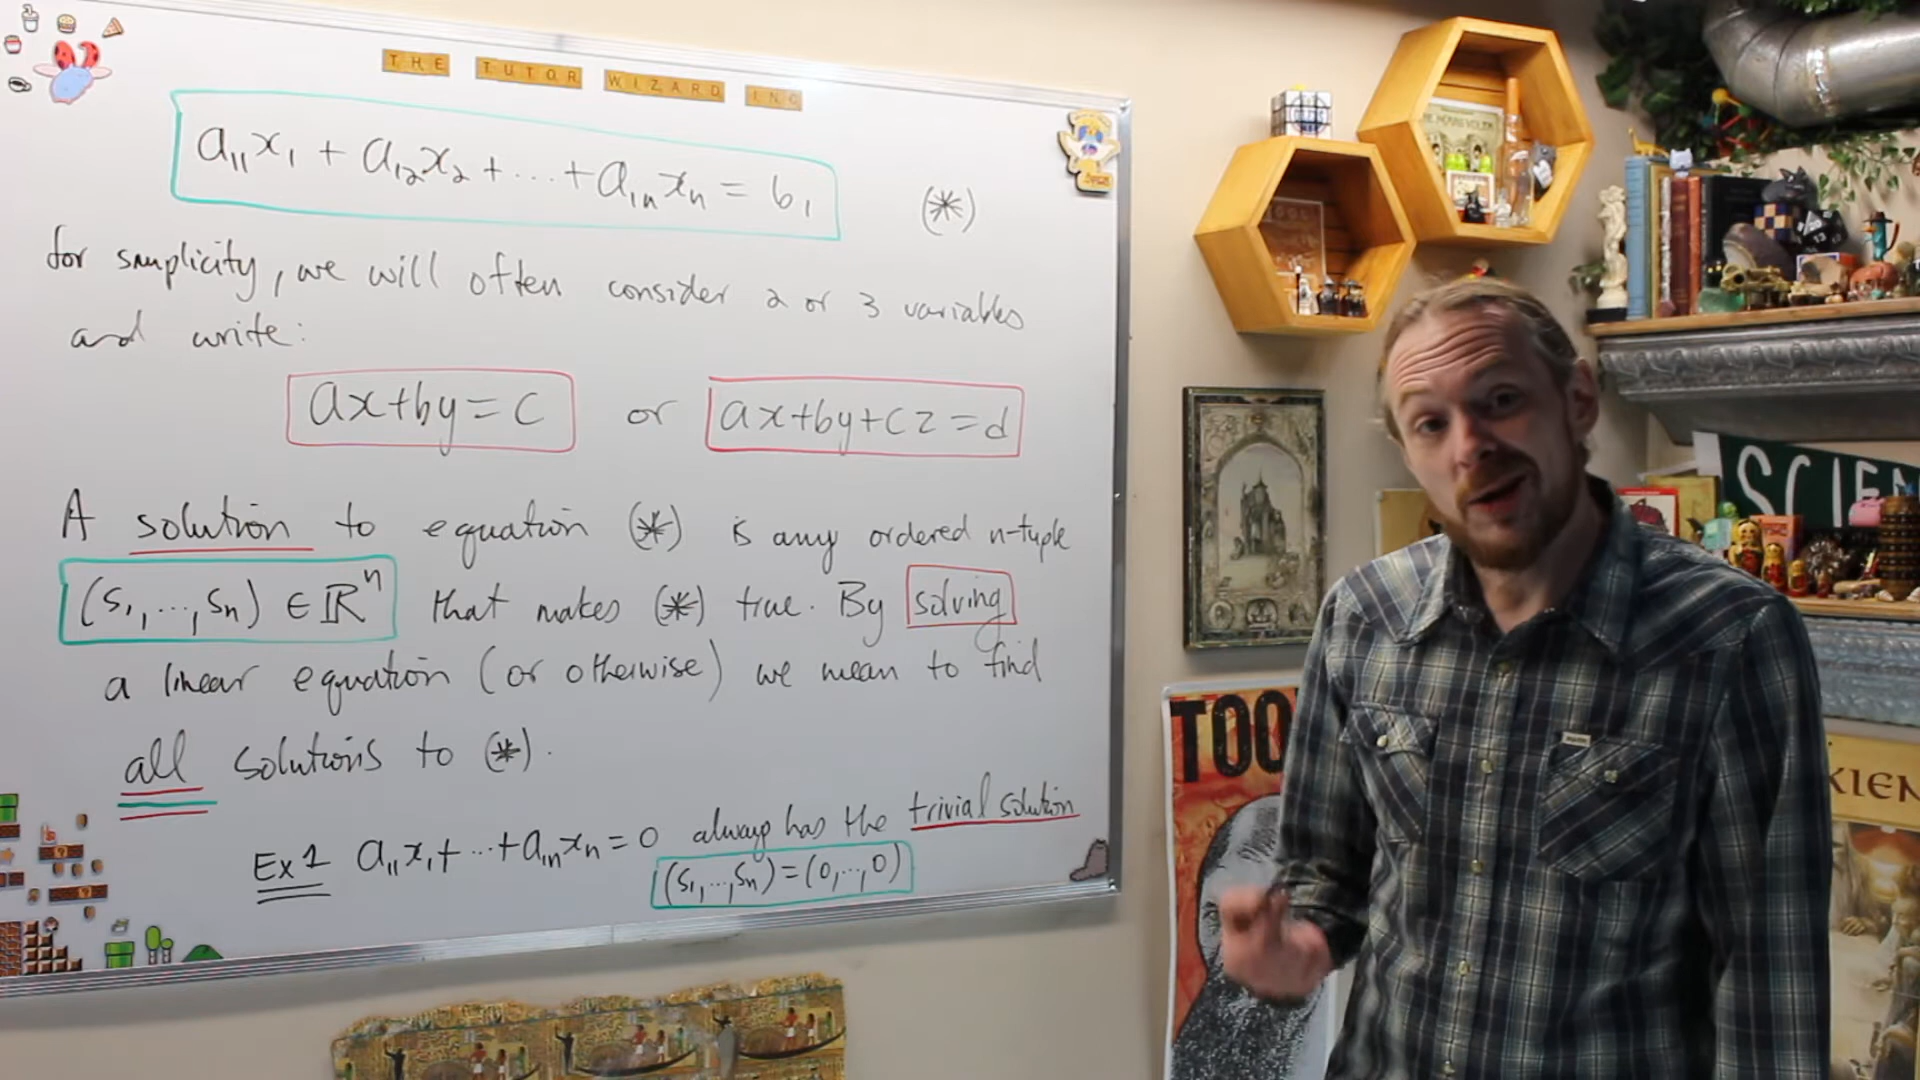 THE TUTOR WIZARD INC
a₁₁x₁ + a₁₂x₂ + ... + a₁ₙxₙ = b₁ (*)
for simplicity, we will often consider 2 or 3 variables
and write:
ax+by=c or ax+by+cz=d
A solution to equation (*) is any ordered n-tuple
(s₁,...,sₙ) ∈ ℝⁿ that makes (*) true. By solving
a linear equation (or otherwise) we mean to find
all solutions to (*).
Ex 1 a₁₁x₁+...+a₁ₙxₙ=0 always has the trivial solution
(s₁,...,sₙ)=(0,...,0)
SCIEN
TOO
KIEN